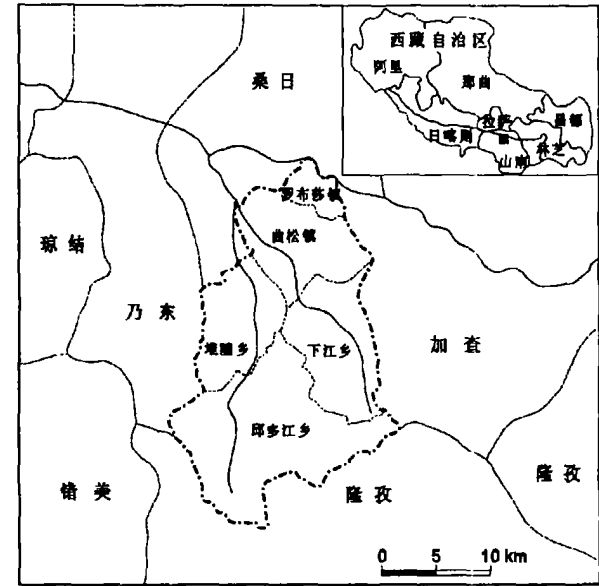 西藏自治区
阿里
那曲
拉萨
昌都
日喀则
林芝
山南
桑日
罗布莎镇
曲松镇
琼结
乃东
堆随乡
下江乡
加查
邱多江乡
错美
隆孜
隆孜
0 5 10 km